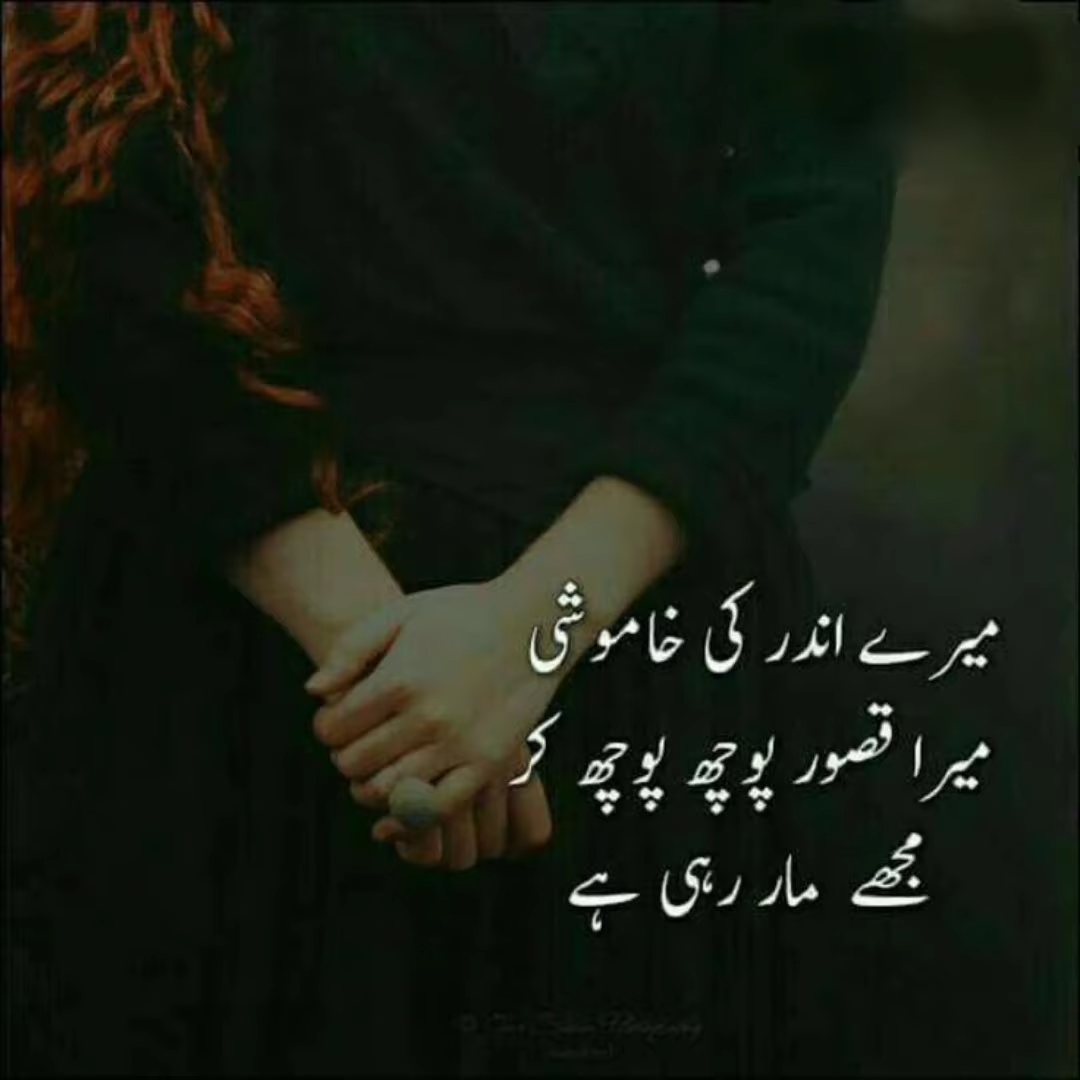 میرے اندر کی خاموشی
میرا قصور پوچھ پوچھ کر
مجھے مار رہی ہے